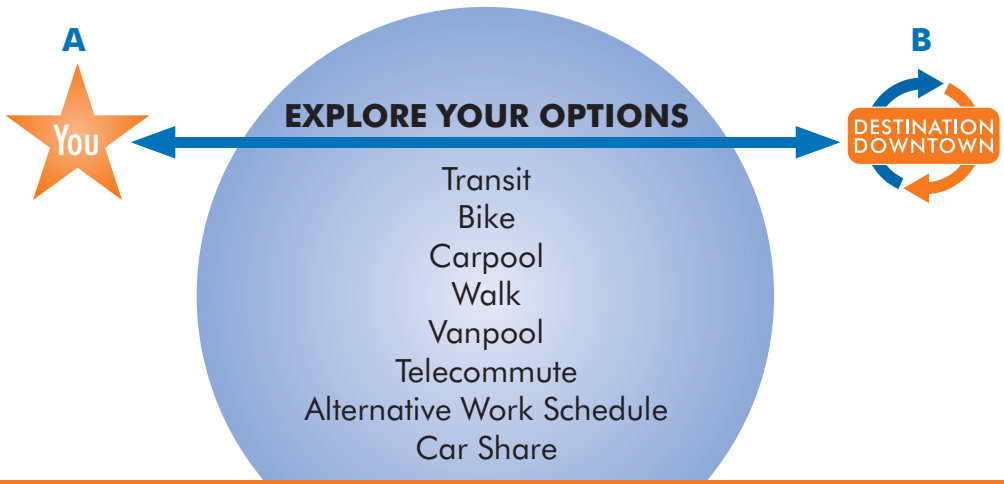 A
B
EXPLORE YOUR OPTIONS
You
DESTINATION
DOWNTOWN
Transit
Bike
Carpool
Walk
Vanpool
Telecommute
Alternative Work Schedule
Car Share